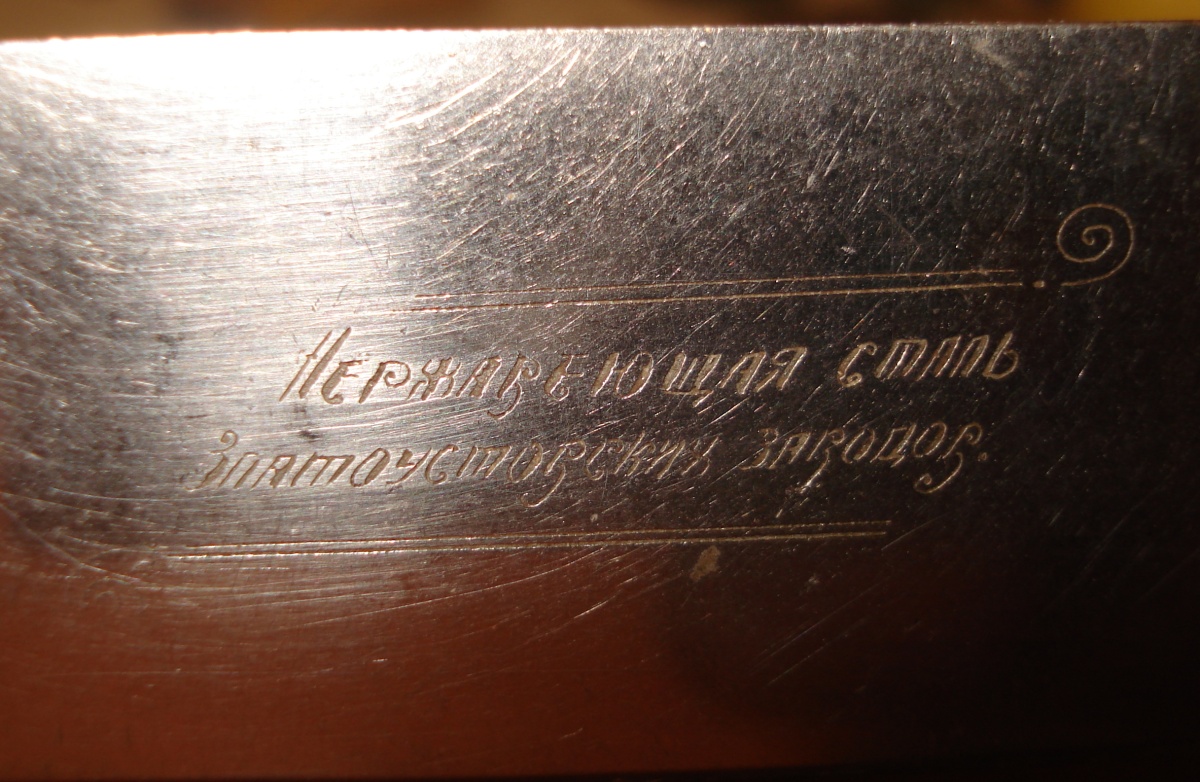 Нержавеющая сталь
Златоустовских заводов.